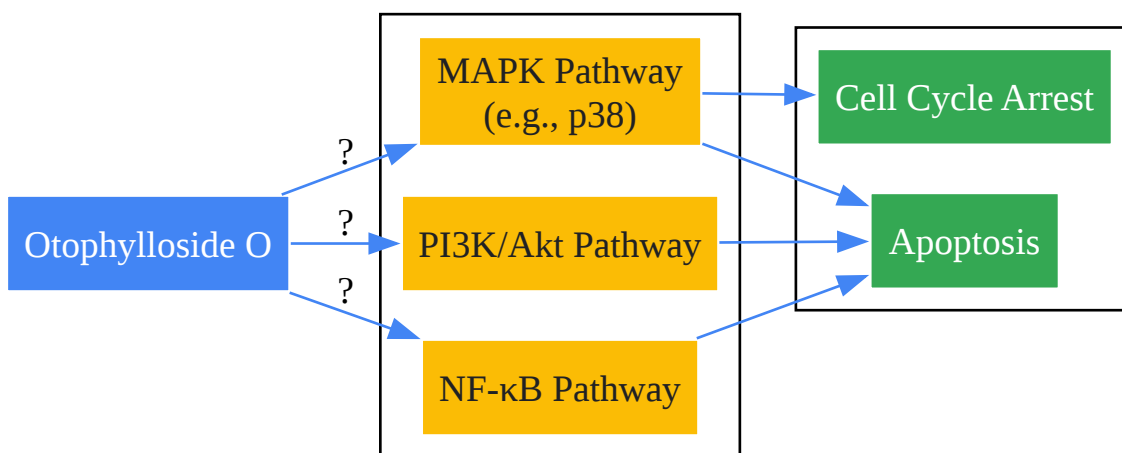 MAPK Pathway
(e.g., p38)
Cell Cycle Arrest
?
Otophylloside O
?
PI3K/Akt Pathway
Apoptosis
?
NF-κB Pathway